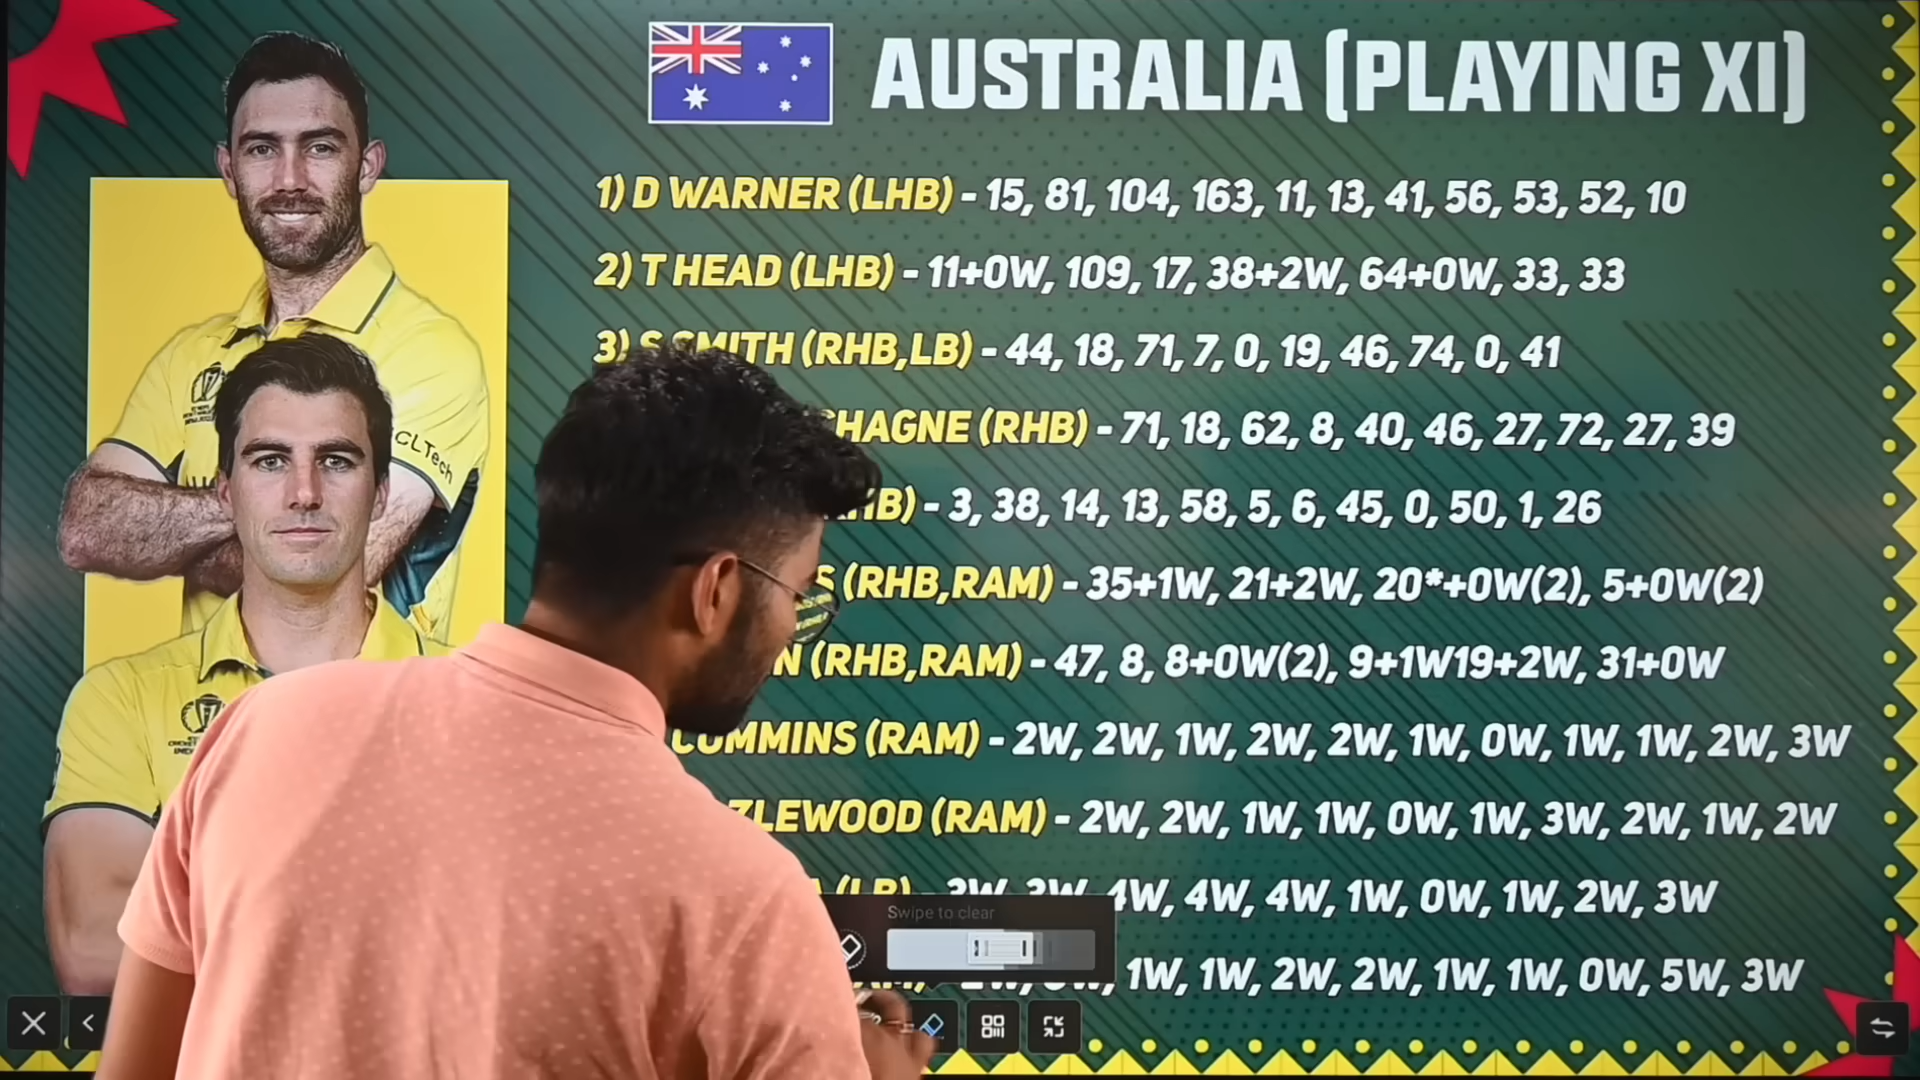 AUSTRALIA (PLAYING XI)
1) D WARNER (LHB) - 15, 81, 104, 163, 11, 13, 41, 56, 53, 52, 10
2) T HEAD (LHB) - 11+0W, 109, 17, 38+2W, 64+0W, 33, 33
3) S SMITH (RHB,LB) - 44, 18, 71, 7, 0, 19, 46, 74, 0, 41
CHAGNE (RHB) - 71, 18, 62, 8, 40, 46, 27, 72, 27, 39
- 3, 38, 14, 13, 58, 5, 6, 45, 0, 50, 1, 26
S (RHB,RAM) - 35+1W, 21+2W, 20*+0W(2), 5+0W(2)
N (RHB,RAM) - 47, 8, 8+0W(2), 9+1W19+2W, 31+0W
CUMMINS (RAM) - 2W, 2W, 1W, 2W, 2W, 1W, 0W, 1W, 1W, 2W, 3W
ZLEWOOD (RAM) - 2W, 2W, 1W, 1W, 0W, 1W, 3W, 2W, 1W, 2W
4W, 4W, 4W, 1W, 0W, 1W, 2W, 3W
Swipe to clear
1W, 1W, 2W, 2W, 1W, 1W, 0W, 5W, 3W
CLTech